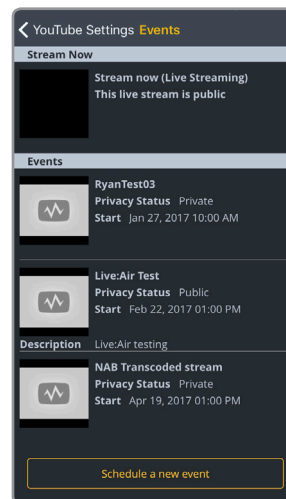 YouTube Settings Events
Stream Now
Stream now (Live Streaming)
This live stream is public
Events
RyanTest03
Privacy Status Private
Start Jan 27, 2017 10:00 AM
Live:Air Test
Privacy Status Public
Start Feb 22, 2017 01:00 PM
Description Live:Air testing
NAB Transcoded stream
Privacy Status Private
Start Apr 19, 2017 01:00 PM
Schedule a new event